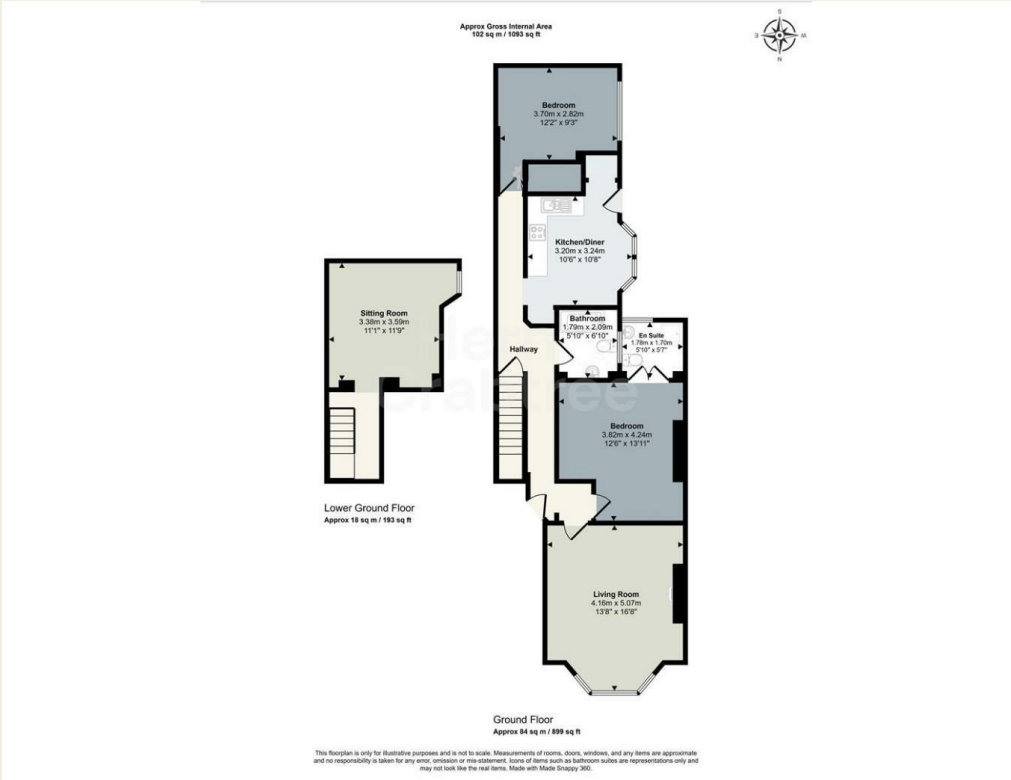 Approx Gross Internal Area
102 sq m / 1093 sq ft
S
E
W
N
Bedroom
3.70m x 2.82m
12'2" x 9'3"
Kitchen/Diner
3.20m x 3.24m
10'6" x 10'8"
Sitting Room
3.38m x 3.59m
11'1" x 11'9"
Bathroom
1.79m x 2.09m
5'10" x 6'10"
En Suite
1.78m x 1.70m
5'10" x 5'7"
Hallway
Crabtree
Bedroom
3.82m x 4.24m
12'6" x 13'11"
Lower Ground Floor
Approx 18 sq m / 193 sq ft
Living Room
4.16m x 5.07m
13'8" x 16'8"
Ground Floor
Approx 84 sq m / 899 sq ft
This floorplan is only for illustrative purposes and is not to scale. Measurements of rooms, doors, windows, and any items are approximate
and no responsibility is taken for any error, omission or mis-statement. Icons of items such as bathroom suites are representations only and
may not look like the real items. Made with Made Snappy 360.